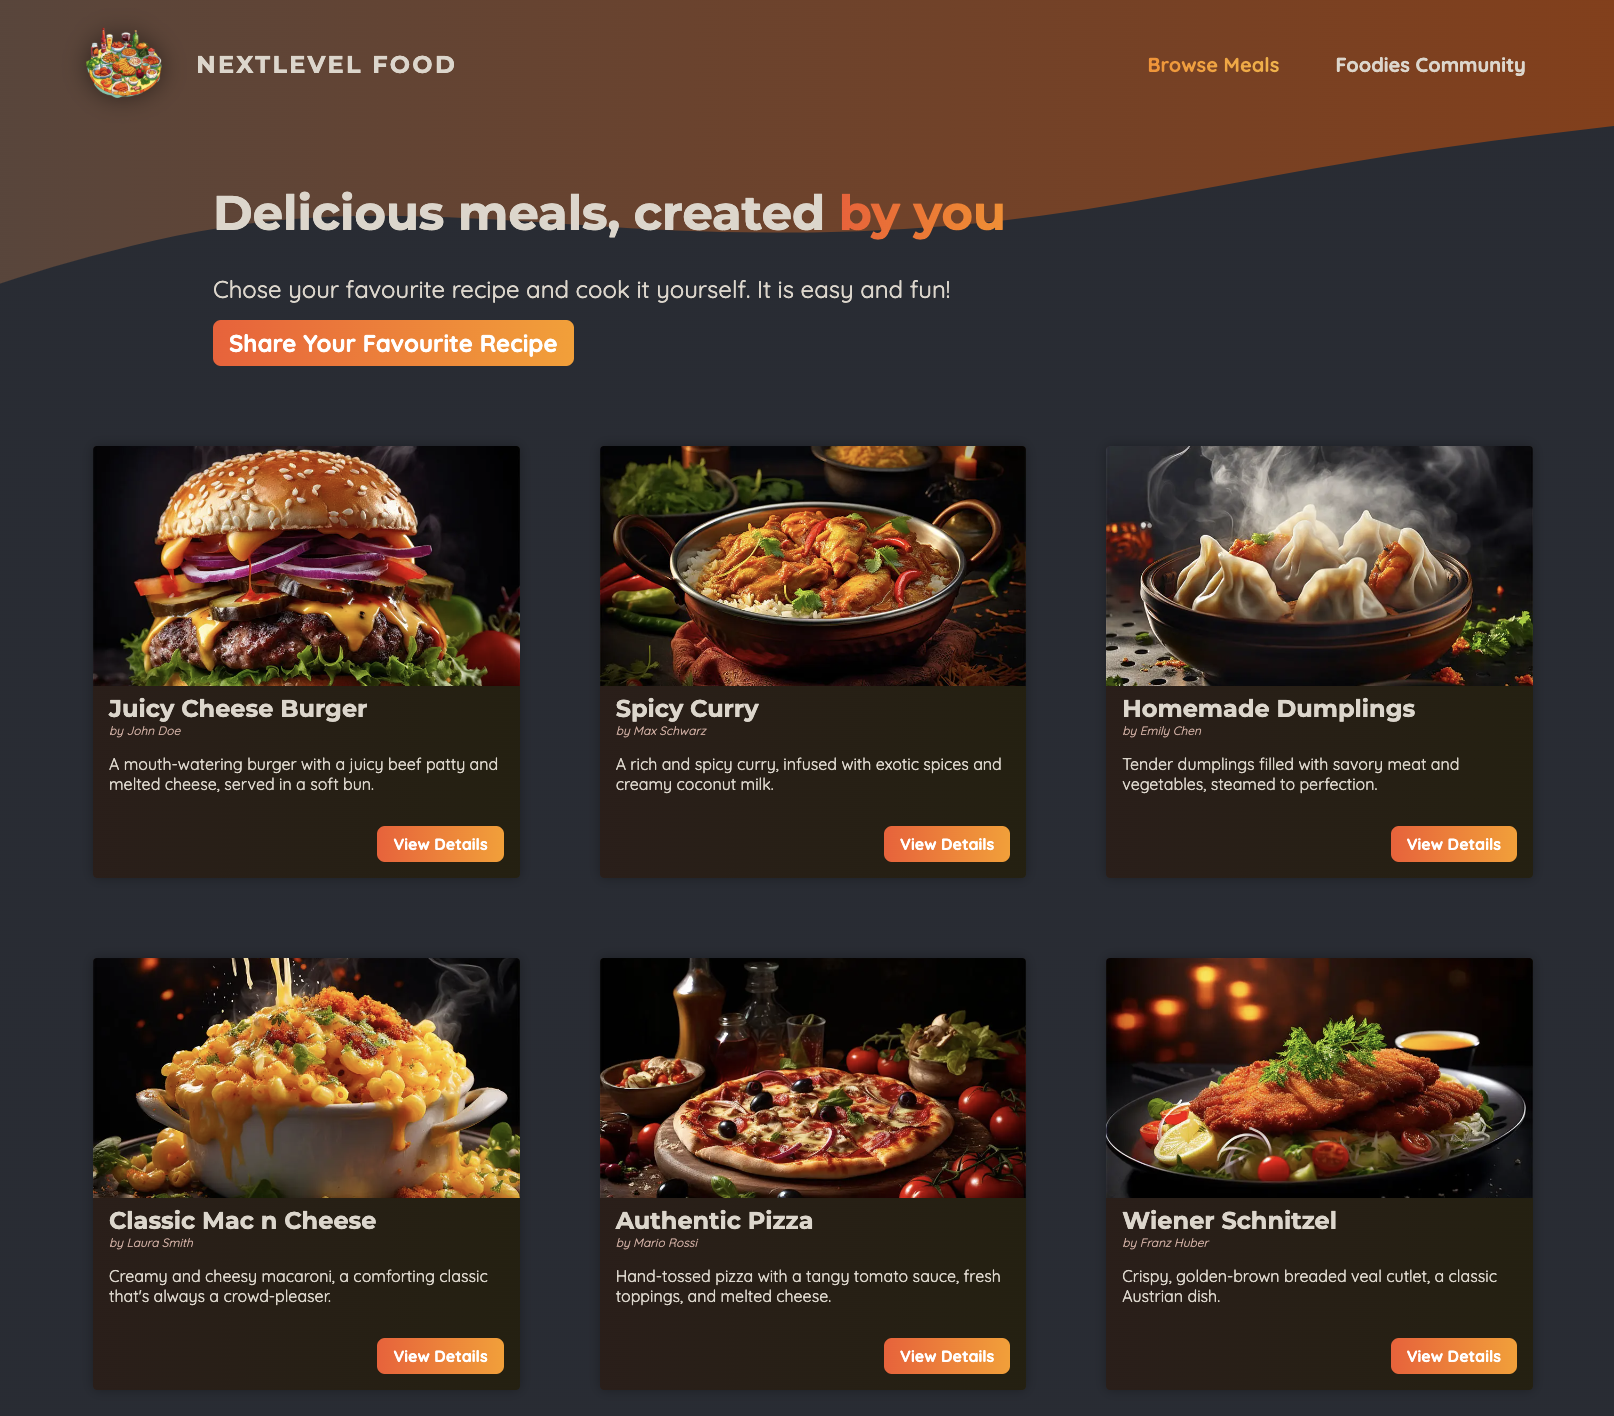 NEXTLEVEL FOOD
Browse Meals
Foodies Community
Delicious meals, created by you
Chose your favourite recipe and cook it yourself. It is easy and fun!
Share Your Favourite Recipe
Juicy Cheese Burger
by John Doe
A mouth-watering burger with a juicy beef patty and
melted cheese, served in a soft bun.
View Details
Spicy Curry
by Max Schwarz
A rich and spicy curry, infused with exotic spices and
creamy coconut milk.
View Details
Homemade Dumplings
by Emily Chen
Tender dumplings filled with savory meat and
vegetables, steamed to perfection.
View Details
Classic Mac n Cheese
by Laura Smith
Creamy and cheesy macaroni, a comforting classic
that's always a crowd-pleaser.
View Details
Authentic Pizza
by Mario Rossi
Hand-tossed pizza with a tangy tomato sauce, fresh
toppings, and melted cheese.
View Details
Wiener Schnitzel
by Franz Huber
Crispy, golden-brown breaded veal cutlet, a classic
Austrian dish.
View Details